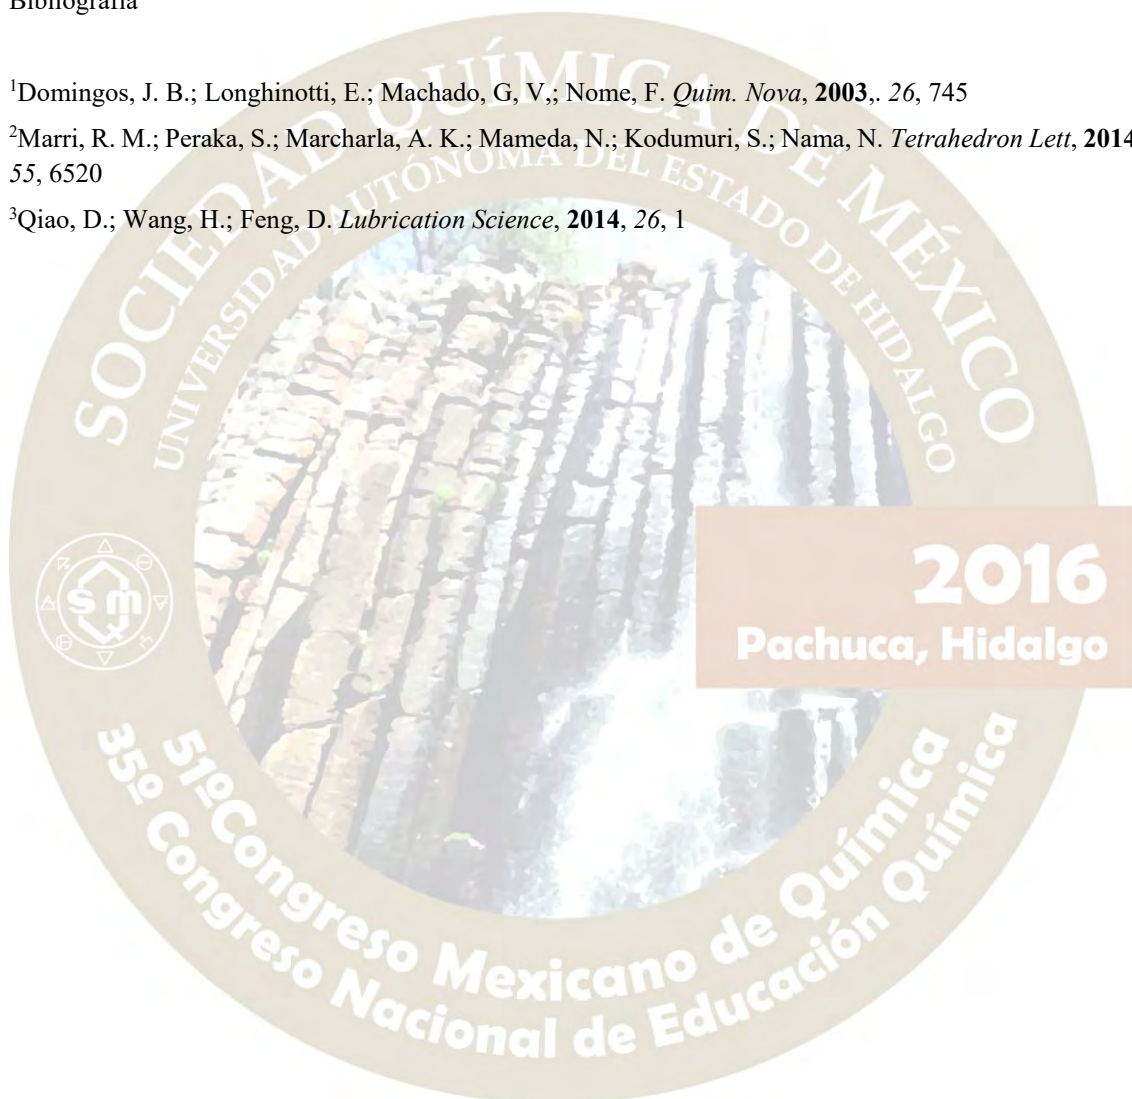 Bibliografía
¹Domingos, J. B.; Longhinotti, E.; Machado, G, V,; Nome, F. Quim. Nova, 2003,. 26, 745
²Marri, R. M.; Peraka, S.; Marcharla, A. K.; Mameda, N.; Kodumuri, S.; Nama, N. Tetrahedron Lett, 2014
55, 6520
³Qiao, D.; Wang, H.; Feng, D. Lubrication Science, 2014, 26, 1
SOCIEDAD QUÍMICA DE MÉXICO
UNIVERSIDAD AUTÓNOMA DEL ESTADO DE HIDALGO
SQM
2016
Pachuca, Hidalgo
51º Congreso Mexicano de Química
35º Congreso Nacional de Educación Química